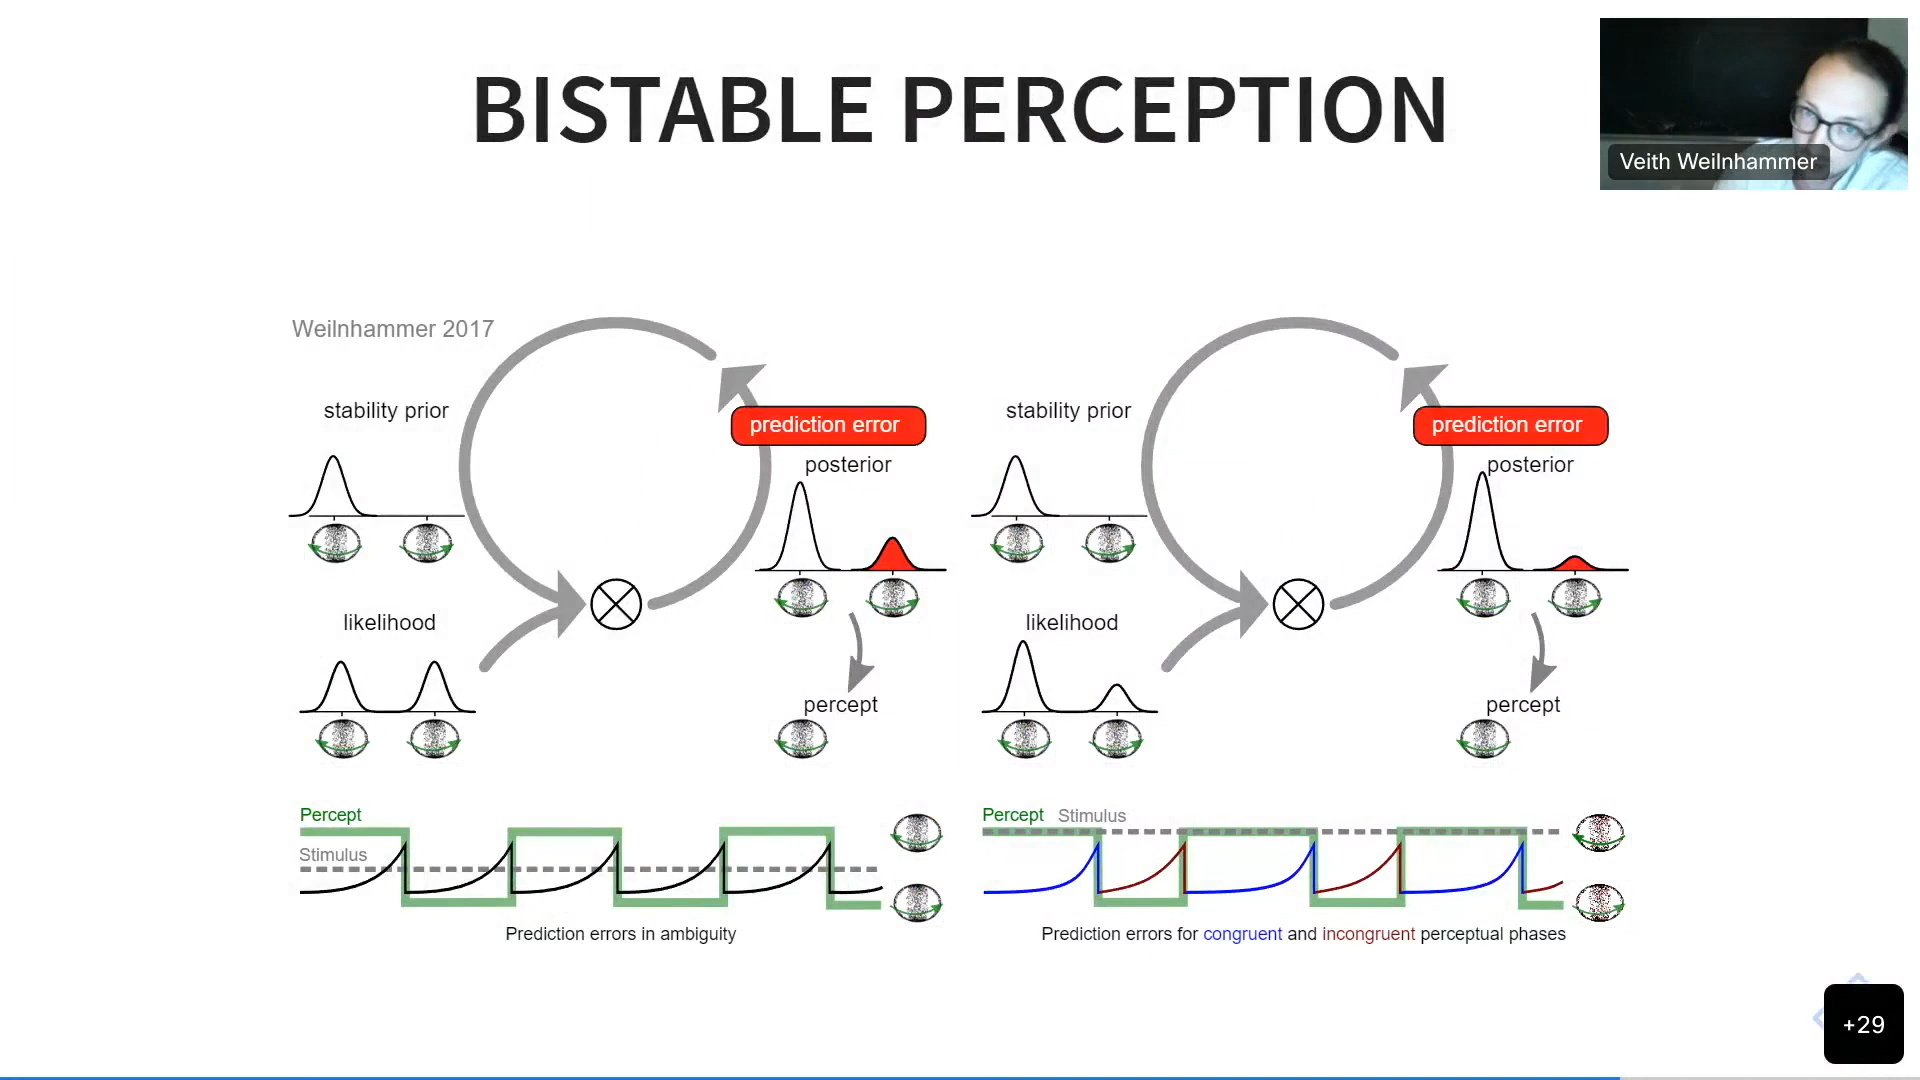 BISTABLE PERCEPTION
Veith Weilnhammer
Weilnhammer 2017
stability prior
prediction error
posterior
likelihood
percept
Percept
Stimulus
Prediction errors in ambiguity
stability prior
prediction error
posterior
likelihood
percept
Percept Stimulus
Prediction errors for congruent and incongruent perceptual phases
+29